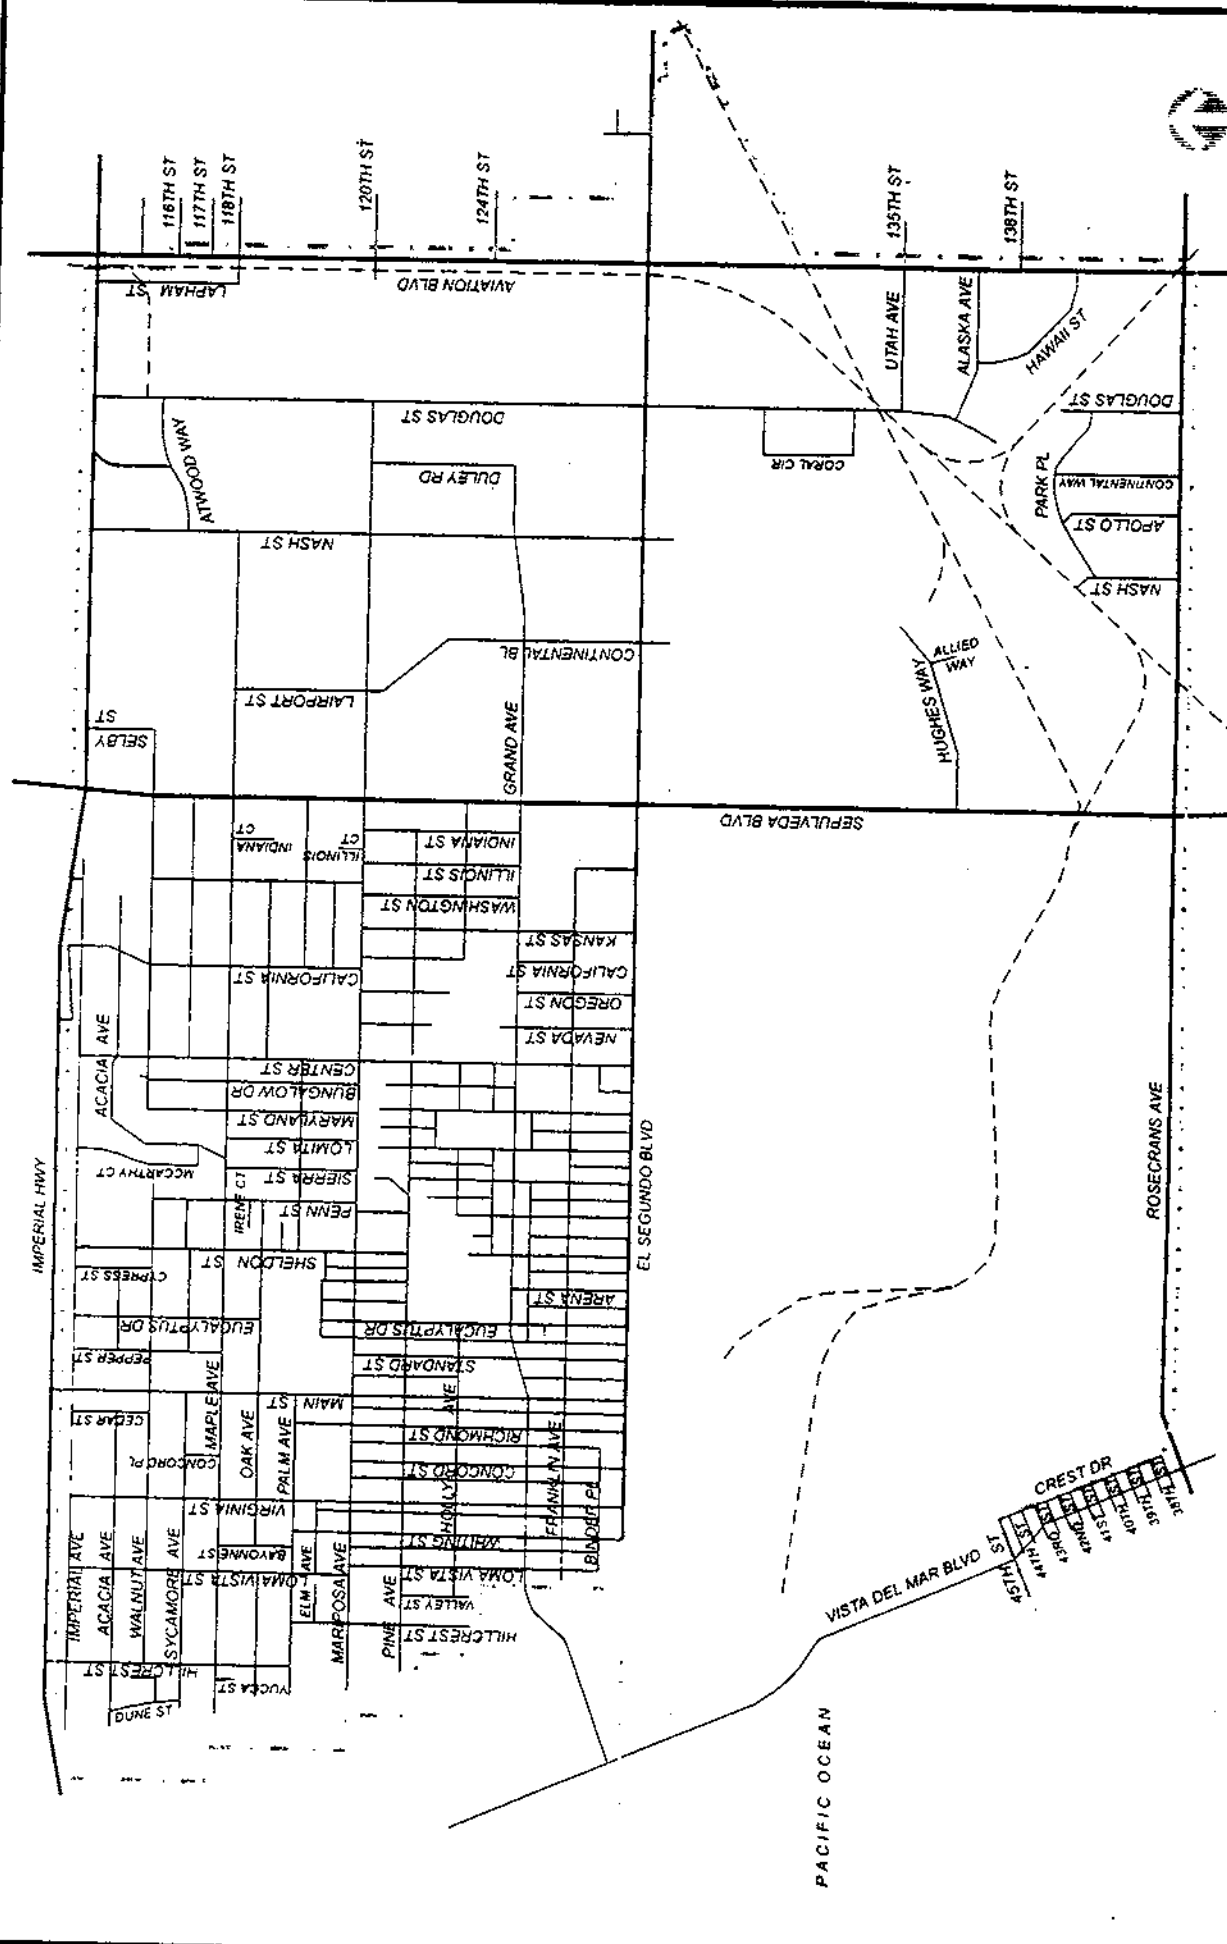 116TH ST
117TH ST
118TH ST
120TH ST
124TH ST
135TH ST
138TH ST
LAPHAM ST
AVIATION BLVD
UTAH AVE
ALASKA AVE
HAWAII ST
ATWOOD WAY
DOUGLAS ST
DULEY RD
CORAL CIR
DOUGLAS ST
PARK PL
CONTINENTAL WAY
APOLLO ST
NASH ST
NASH ST
CONTINENTAL BL
LAIRPORT ST
SELBY ST
GRAND AVE
HUGHES WAY
ALLIED WAY
SEPULVEDA BLVD
INDIANA CT
ILLINOIS CT
INDIANA ST
ILLINOIS ST
WASHINGTON ST
KANSAS ST
CALIFORNIA ST
CALIFORNIA ST
OREGON ST
NEVADA ST
ACACIA AVE
CENTER ST
BUNGALOW DR
MARYLAND ST
LOMITA ST
MCCARTHY CT
SIERRA ST
IRENE CT
PENN ST
IMPERIAL HWY
EL SEGUNDO BLVD
ROSECRANS AVE
SHELDON ST
CYPRESS ST
ARENA ST
EUCALYPTUS DR
EUCALYPTUS DR
PEPPER ST
STANDARD ST
MAIN ST
CEDAR ST
MAPLE AVE
CONCORD PL
OAK AVE
PALM AVE
RICHMOND ST
CONCORD ST
HOLLY AVE
FRANKLIN AVE
BINDER PL
VIRGINIA ST
WHITING ST
BAYONNE ST
LOMA VISTA ST
LOMA VISTA ST
ELM AVE
VALLEY ST
IMPERIAL AVE
ACACIA AVE
WALNUT AVE
SYCAMORE AVE
MARIPOSA AVE
PINE AVE
HILLCREST ST
HILLCREST ST
YUCCA ST
DUNE ST
VISTA DEL MAR BLVD
CREST DR
45TH ST
44TH ST
43RD ST
42ND ST
41ST ST
40TH ST
39TH ST
38TH ST
PACIFIC OCEAN